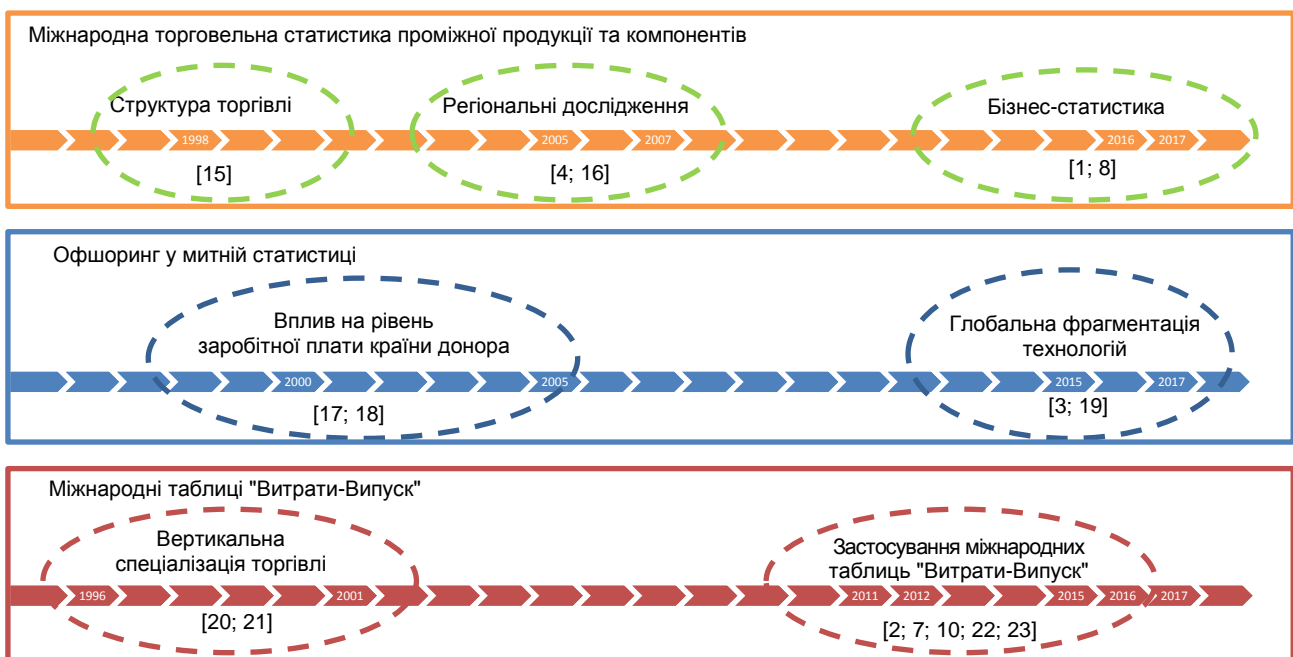 Міжнародна торговельна статистика проміжної продукції та компонентів
Структура торгівлі
Регіональні дослідження
Бізнес-статистика
1998
2005
2007
2016
2017
[15]
[4; 16]
[1; 8]
Офшоринг у митній статистиці
Вплив на рівень
заробітної плати країни донора
Глобальна фрагментація
технологій
2000
2005
2015
2017
[17; 18]
[3; 19]
Міжнародні таблиці "Витрати-Випуск"
Вертикальна
спеціалізація торгівлі
Застосування міжнародних
таблиць "Витрати-Випуск"
1996
2001
2011
2012
2015
2016
2017
[20; 21]
[2; 7; 10; 22; 23]